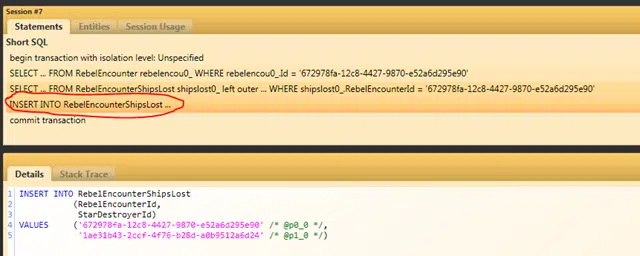 Session #7
Statements Entities Session Usage
Short SQL
begin transaction with isolation level: Unspecified
SELECT ... FROM RebelEncounter rebelencou0_ WHERE rebelencou0_.Id = '672978fa-12c8-4427-9870-e52a6d295e90'
SELECT ... FROM RebelEncounterShipsLost shipslost0_ left outer ... WHERE shipslost0_.RebelEncounterId = '672978fa-12c8-4427-9870-e52a6d295e90'
INSERT INTO RebelEncounterShipsLost ...
commit transaction
Details Stack Trace
1 INSERT INTO RebelEncounterShipsLost
2 (RebelEncounterId,
3 StarDestroyerId)
4 VALUES ('672978fa-12c8-4427-9870-e52a6d295e90' /* @p0_0 */,
5 '1ae31b43-2ccf-4f76-b28d-a0b9512a6d24' /* @p1_0 */)